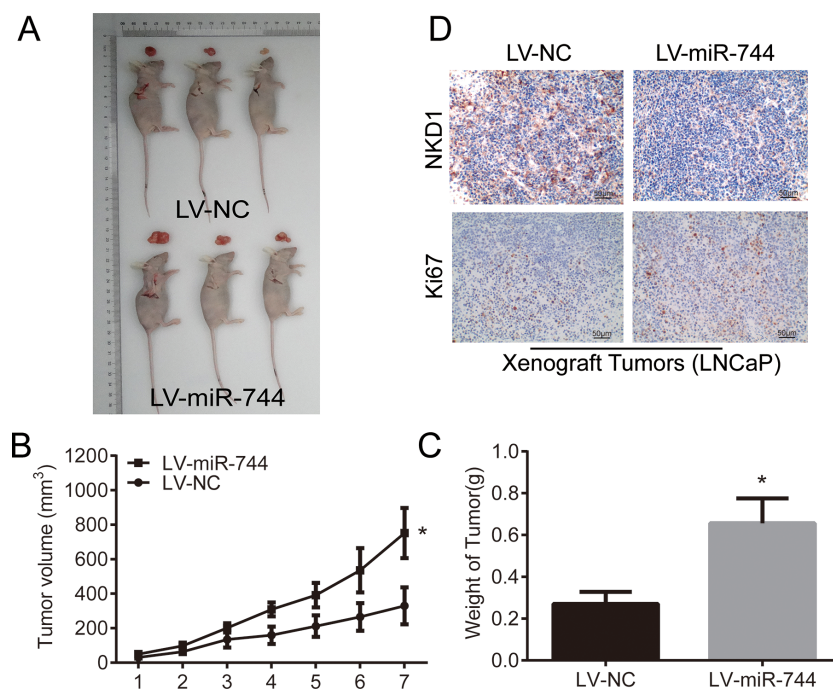 A
LV-NC
LV-miR-744
D
LV-NC LV-miR-744
NKD1
50μm 50μm
Ki67
50μm 50μm
Xenograft Tumors (LNCaP)
B
Tumor volume (mm³)
1200
1000
800
600
400
200
0
LV-miR-744
LV-NC
*
1 2 3 4 5 6 7
C
Weight of Tumor(g)
1.0
0.8
0.6
0.4
0.2
0.0
*
LV-NC LV-miR-744